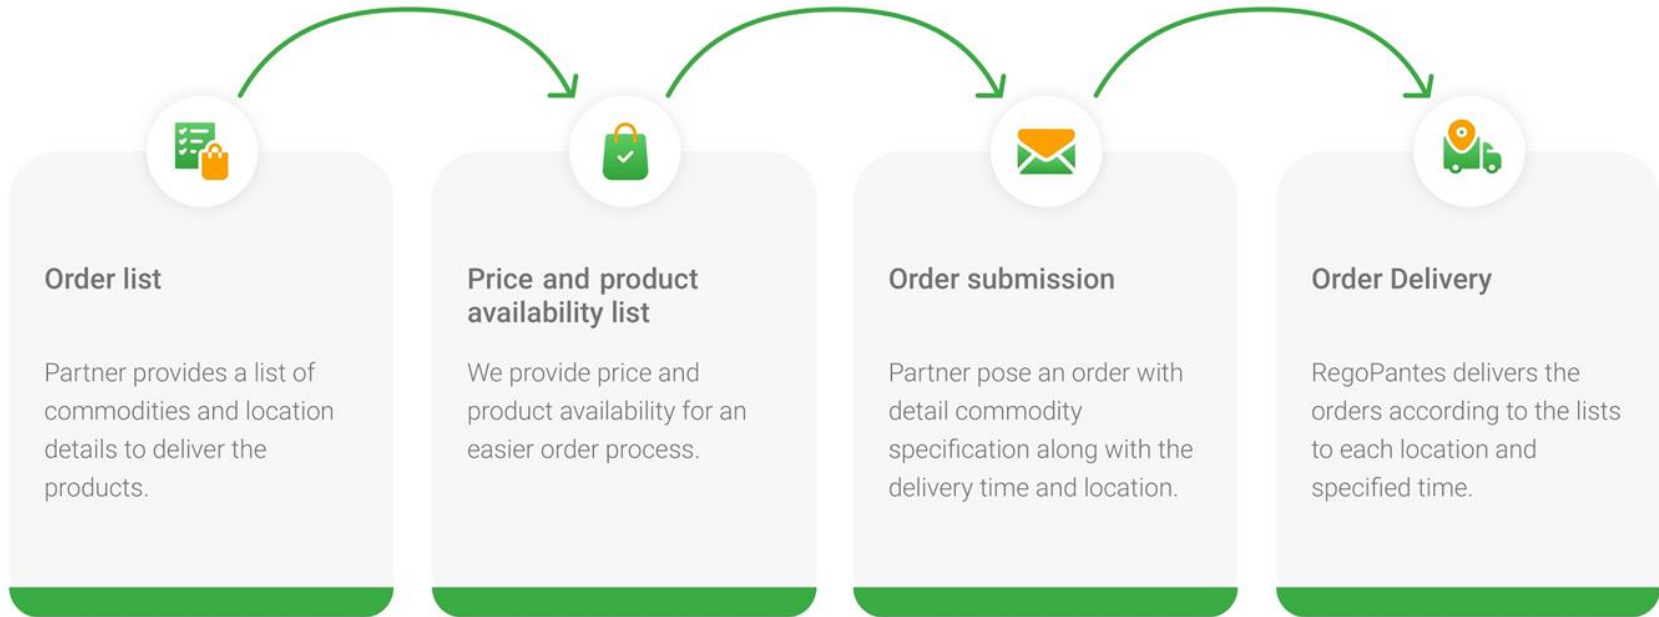 Order list
Partner provides a list of
commodities and location
details to deliver the
products.
Price and product
availability list
We provide price and
product availability for an
easier order process.
Order submission
Partner pose an order with
detail commodity
specification along with the
delivery time and location.
Order Delivery
RegoPantes delivers the
orders according to the lists
to each location and
specified time.